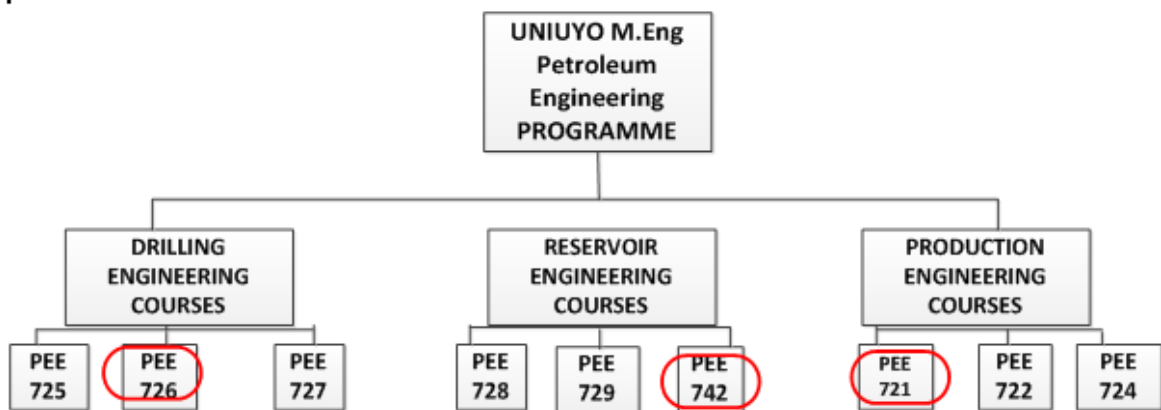 UNIUYO M.Eng
Petroleum
Engineering
PROGRAMME
DRILLING
ENGINEERING
COURSES
RESERVOIR
ENGINEERING
COURSES
PRODUCTION
ENGINEERING
COURSES
PEE
725
PEE
726
PEE
727
PEE
728
PEE
729
PEE
742
PEE
721
PEE
722
PEE
724